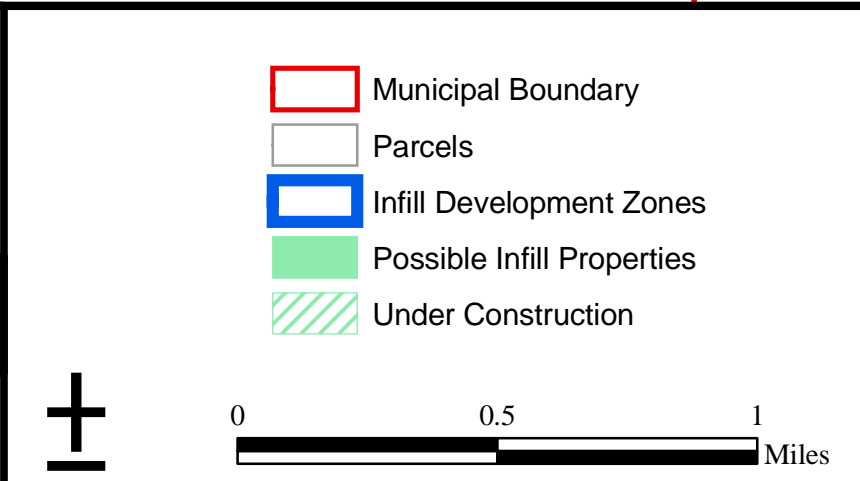 Municipal Boundary
Parcels
Infill Development Zones
Possible Infill Properties
Under Construction
±
0 0.5 1
Miles